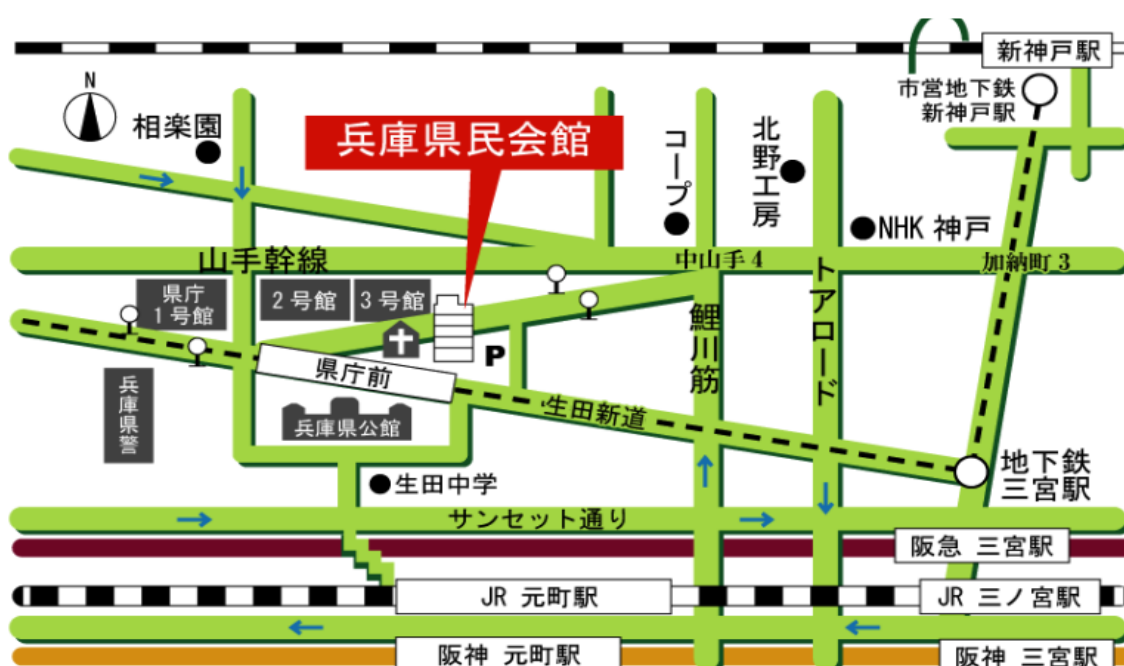 新神戸駅
市営地下鉄
新神戸駅
N
相楽園
兵庫県民会館
コープ
北野工房
NHK 神戸
山手幹線
中山手4
加納町3
県庁
1号館
2号館
3号館
P
鯉川筋
トアロード
県庁前
兵庫県警
兵庫県公館
生田新道
生田中学
地下鉄
三宮駅
サンセット通り
阪急 三宮駅
JR 元町駅
JR 三ノ宮駅
阪神 元町駅
阪神 三宮駅